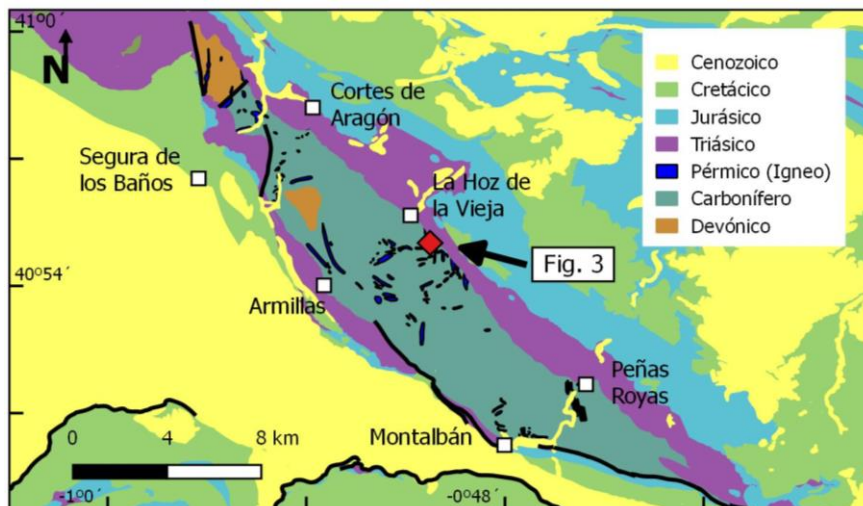 41º0´
N
Cortes de
Aragón
Segura de
los Baños
La Hoz de
la Vieja
Cenozoico
Cretácico
Jurásico
Triásico
Pérmico (Igneo)
Carbonífero
Devónico
Fig. 3
40º54´
Armillas
Peñas
Royas
Montalbán
0 4 8 km
-1º0´
-0º48´